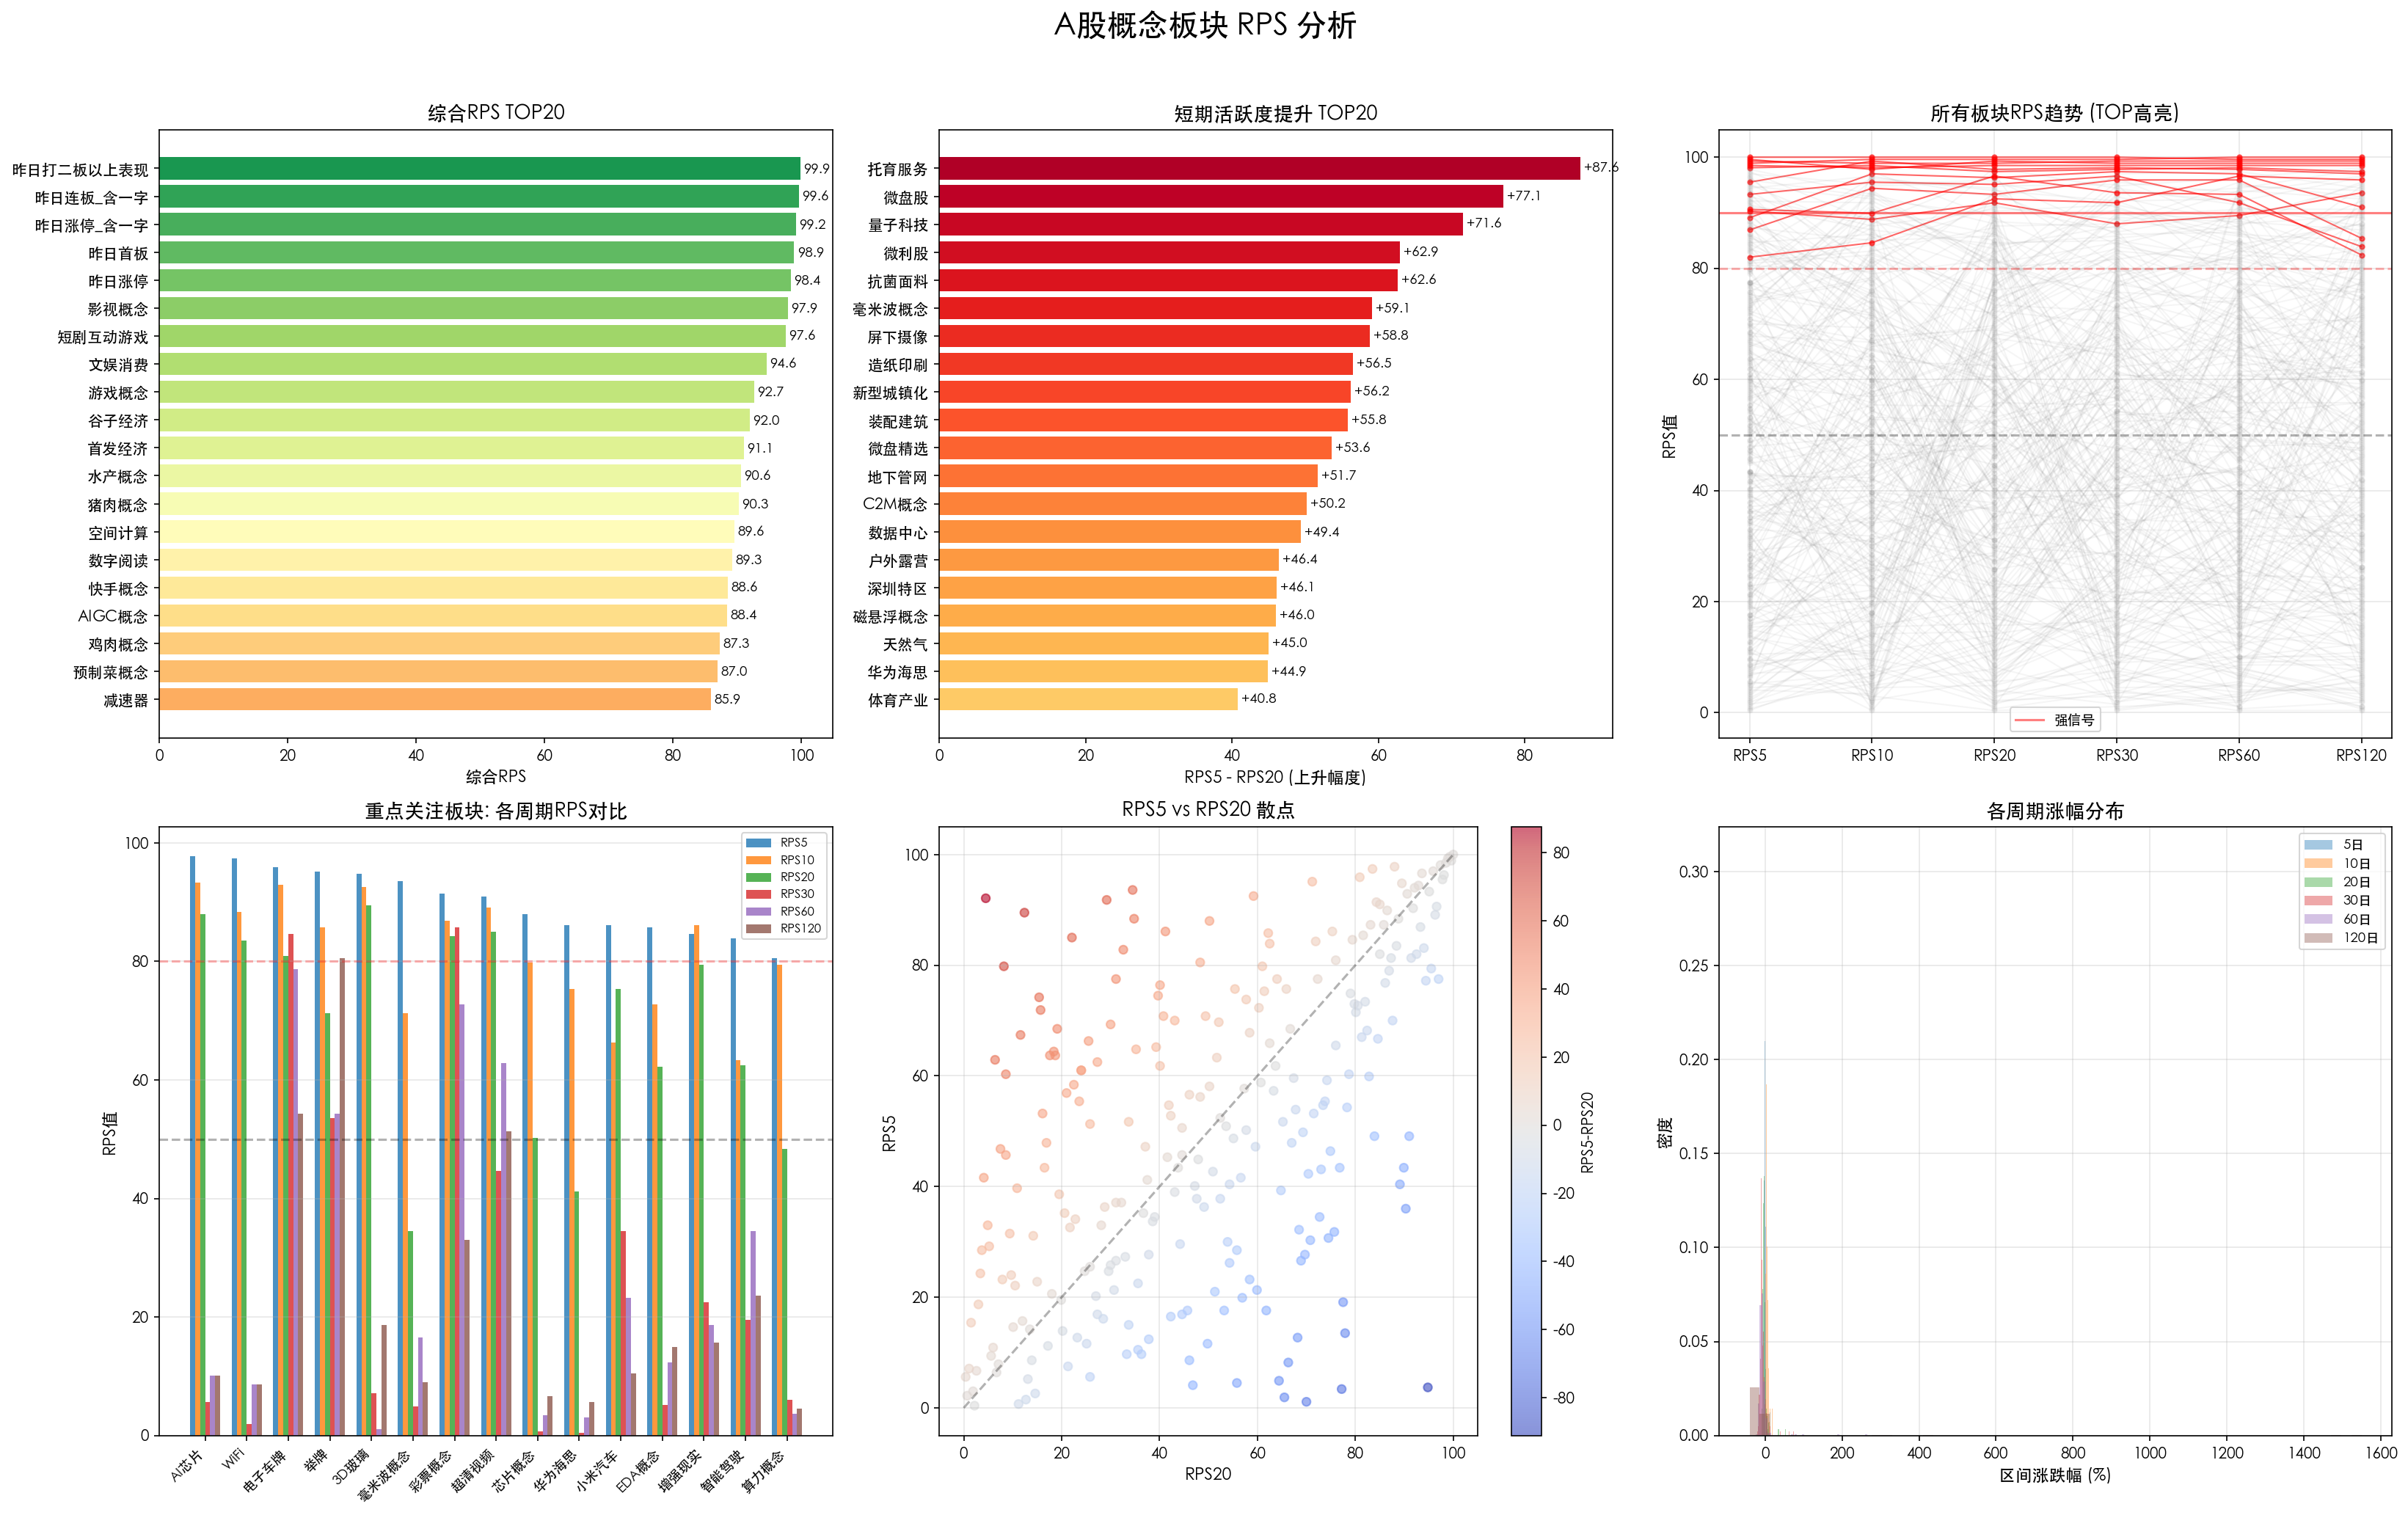 A股概念板块 RPS 分析
综合RPS TOP20
昨日打二板以上表现 99.9
昨日连板_含一字 99.6
昨日涨停_含一字 99.2
昨日首板 98.9
昨日涨停 98.4
影视概念 97.9
短剧互动游戏 97.6
文娱消费 94.6
游戏概念 92.7
谷子经济 92.0
首发经济 91.1
水产概念 90.6
猪肉概念 90.3
空间计算 89.6
数字阅读 89.3
快手概念 88.6
AIGC概念 88.4
鸡肉概念 87.3
预制菜概念 87.0
减速器 85.9
0 20 40 60 80 100
综合RPS
短期活跃度提升 TOP20
托育服务 +87.6
微盘股 +77.1
量子科技 +71.6
微利股 +62.9
抗菌面料 +62.6
毫米波概念 +59.1
屏下摄像 +58.8
造纸印刷 +56.5
新型城镇化 +56.2
装配建筑 +55.8
微盘精选 +53.6
地下管网 +51.7
C2M概念 +50.2
数据中心 +49.4
户外露营 +46.4
深圳特区 +46.1
磁悬浮概念 +46.0
天然气 +45.0
华为海思 +44.9
体育产业 +40.8
0 20 40 60 80
RPS5 - RPS20 (上升幅度)
所有板块RPS趋势 (TOP高亮)
RPS值
100
80
60
40
20
0
强信号
RPS5 RPS10 RPS20 RPS30 RPS60 RPS120
重点关注板块: 各周期RPS对比
RPS值
100
80
60
40
20
0
RPS5
RPS10
RPS20
RPS30
RPS60
RPS120
AI芯片 WiFi 电子车牌 举牌 3D玻璃 毫米波概念 彩票概念 超清视频 芯片概念 华为海思 小米汽车 EDA概念 增强现实 智能驾驶 算力概念
RPS5 vs RPS20 散点
RPS5
100
80
60
40
20
0
0 20 40 60 80 100
RPS20
80
60
40
20
0
-20
-40
-60
-80
RPS5-RPS20
各周期涨幅分布
密度
0.30
0.25
0.20
0.15
0.10
0.05
0.00
5日
10日
20日
30日
60日
120日
0 200 400 600 800 1000 1200 1400 1600
区间涨跌幅 (%)